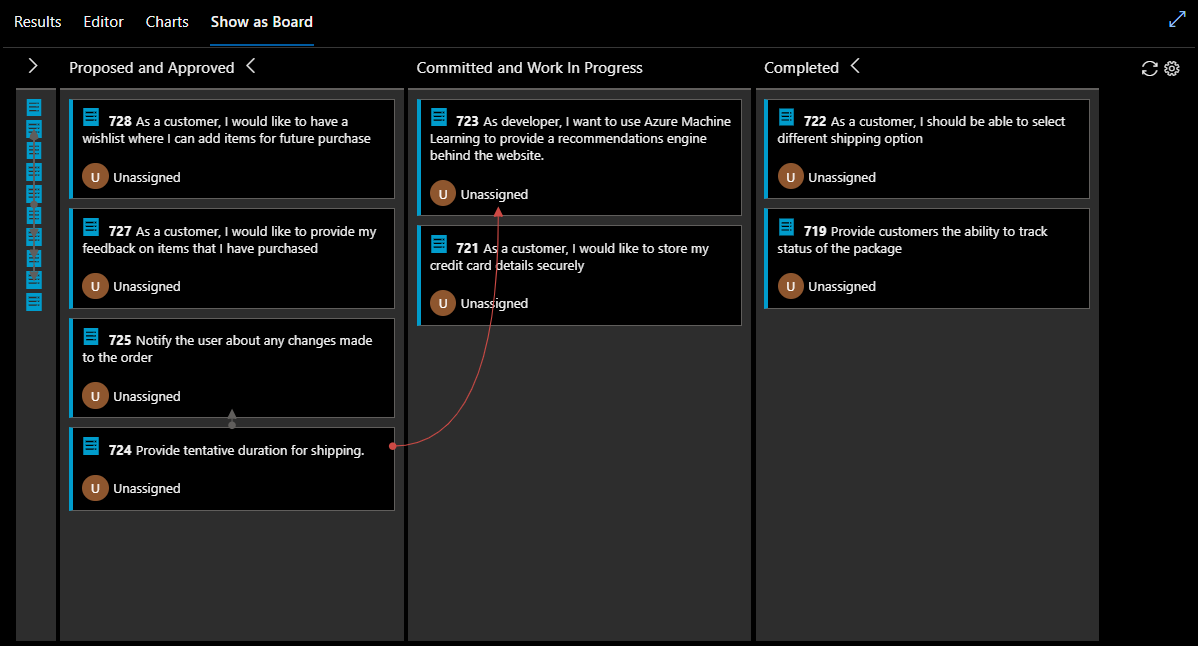 Results Editor Charts Show as Board
Proposed and Approved
728 As a customer, I would like to have a
wishlist where I can add items for future purchase
U Unassigned
727 As a customer, I would like to provide my
feedback on items that I have purchased
U Unassigned
725 Notify the user about any changes made
to the order
U Unassigned
724 Provide tentative duration for shipping.
U Unassigned
Committed and Work In Progress
723 As developer, I want to use Azure Machine
Learning to provide a recommendations engine
behind the website.
U Unassigned
721 As a customer, I would like to store my
credit card details securely
U Unassigned
Completed
722 As a customer, I should be able to select
different shipping option
U Unassigned
719 Provide customers the ability to track
status of the package
U Unassigned